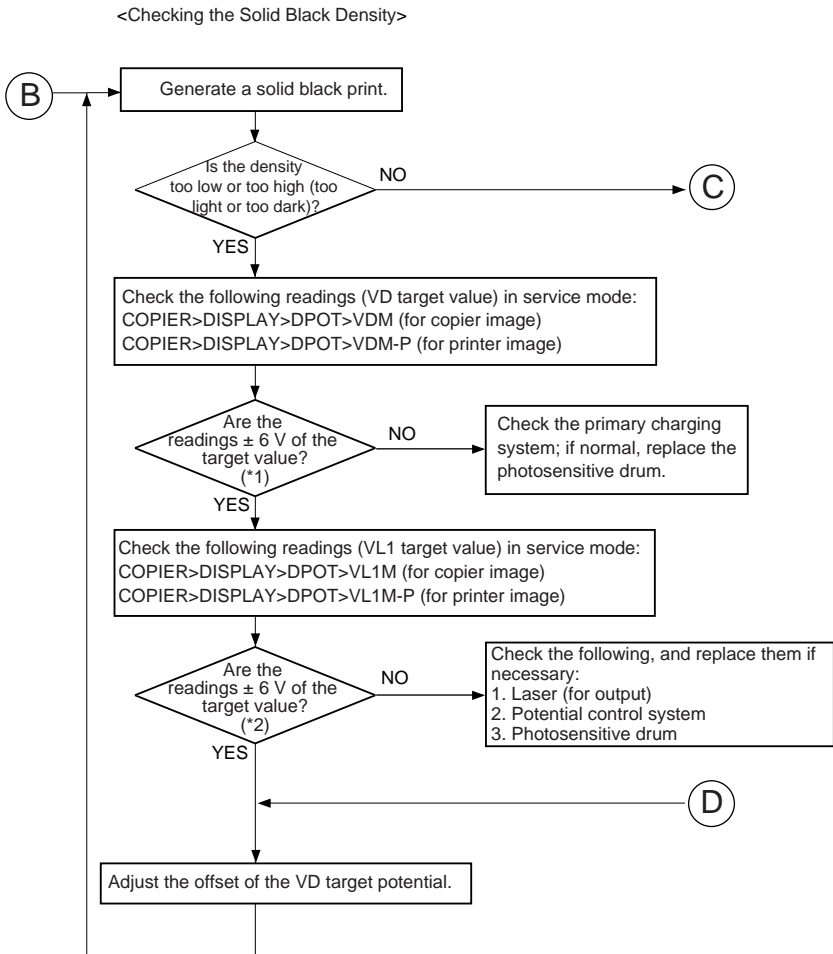 <Checking the Solid Black Density>
B
Generate a solid black print.
Is the density
too low or too high (too
light or too dark)?
NO
C
YES
Check the following readings (VD target value) in service mode:
COPIER>DISPLAY>DPOT>VDM (for copier image)
COPIER>DISPLAY>DPOT>VDM-P (for printer image)
Are the
readings ± 6 V of the
target value?
(*1)
NO
Check the primary charging
system; if normal, replace the
photosensitive drum.
YES
Check the following readings (VL1 target value) in service mode:
COPIER>DISPLAY>DPOT>VL1M (for copier image)
COPIER>DISPLAY>DPOT>VL1M-P (for printer image)
Are the
readings ± 6 V of the
target value?
(*2)
NO
Check the following, and replace them if
necessary:
1. Laser (for output)
2. Potential control system
3. Photosensitive drum
YES
D
Adjust the offset of the VD target potential.